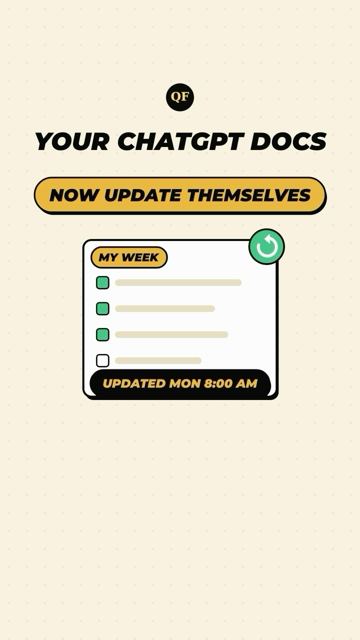 QF
YOUR CHATGPT DOCS
NOW UPDATE THEMSELVES
MY WEEK
UPDATED MON 8:00 AM